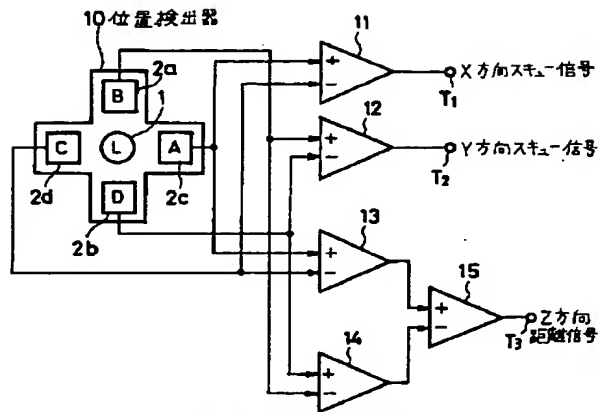 10 位置検出器
2a
B
1
C
L
A
2d
D
2c
2b
11
+
-
T1
X方向スキュー信号
12
+
-
T2
Y方向スキュー信号
13
+
-
14
+
-
15
+
-
T3
Z方向
距離信号